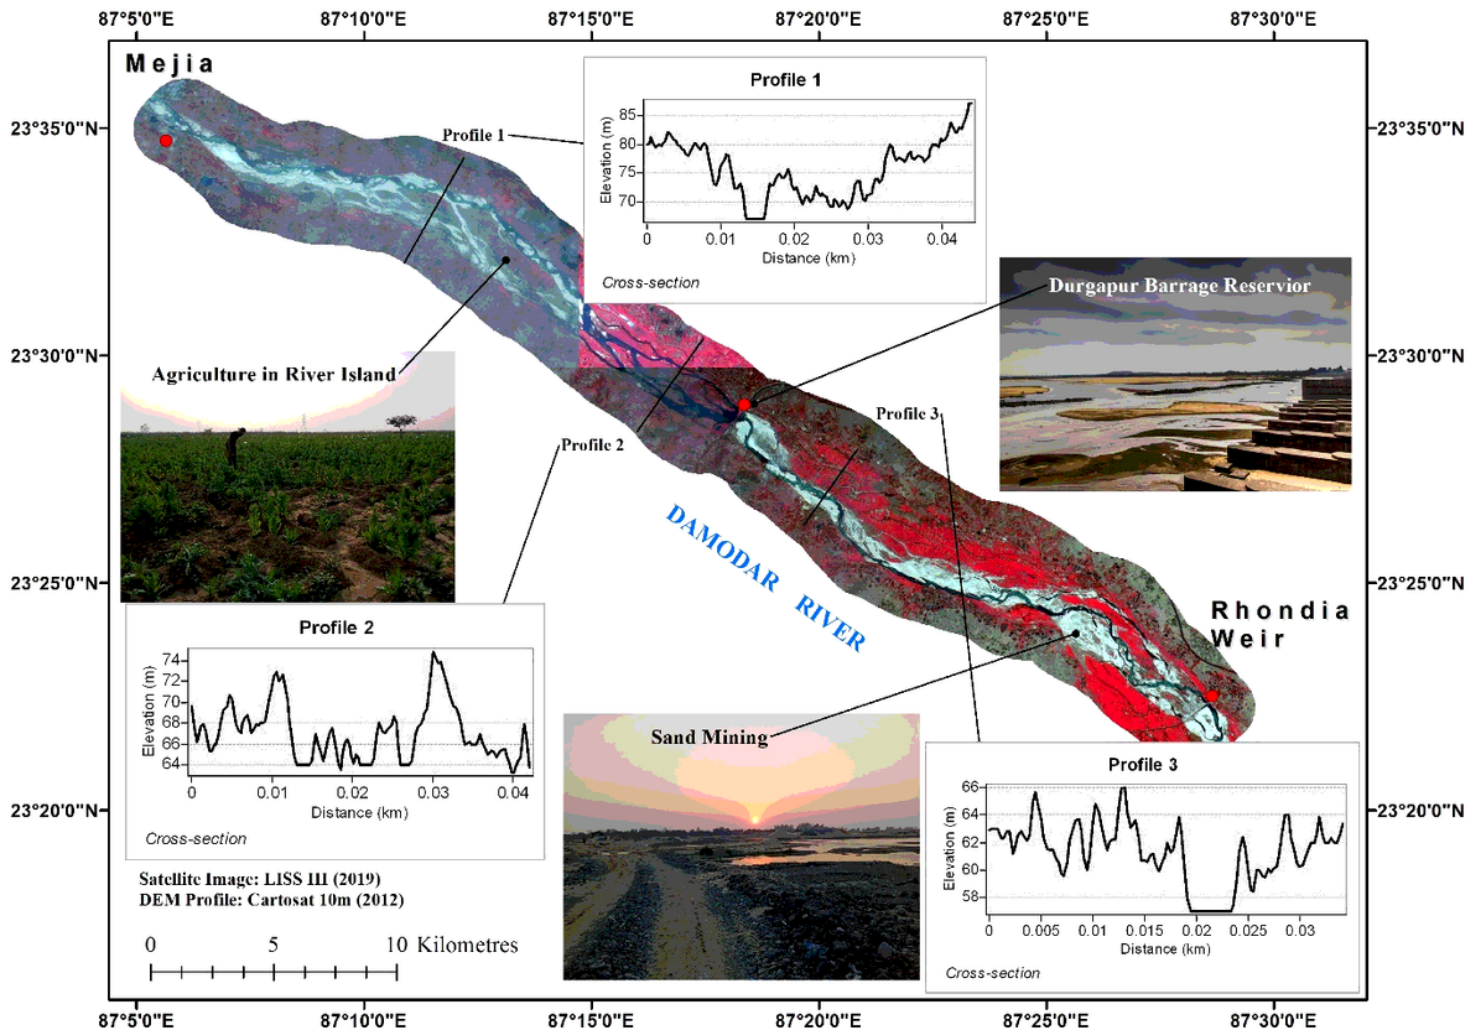 87°5'0"E 87°10'0"E 87°15'0"E 87°20'0"E 87°25'0"E 87°30'0"E
Mejia
Profile 1
85
80
75
70
Elevation (m)
0 0.01 0.02 0.03 0.04
Distance (km)
Cross-section
23°35'0"N 23°35'0"N
Profile 1
Durgapur Barrage Reservior
23°30'0"N 23°30'0"N
Agriculture in River Island
Profile 3
Profile 2
DAMODAR RIVER
23°25'0"N 23°25'0"N
Rhondia
Weir
Profile 2
74
72
70
68
66
64
Elevation (m)
0 0.01 0.02 0.03 0.04
Distance (km)
Cross-section
Sand Mining
Profile 3
66
64
62
60
58
Elevation (m)
0 0.005 0.01 0.015 0.02 0.025 0.03
Distance (km)
Cross-section
23°20'0"N 23°20'0"N
Satellite Image: LISS III (2019)
DEM Profile: Cartosat 10m (2012)
0 5 10 Kilometres
87°5'0"E 87°10'0"E 87°15'0"E 87°20'0"E 87°25'0"E 87°30'0"E